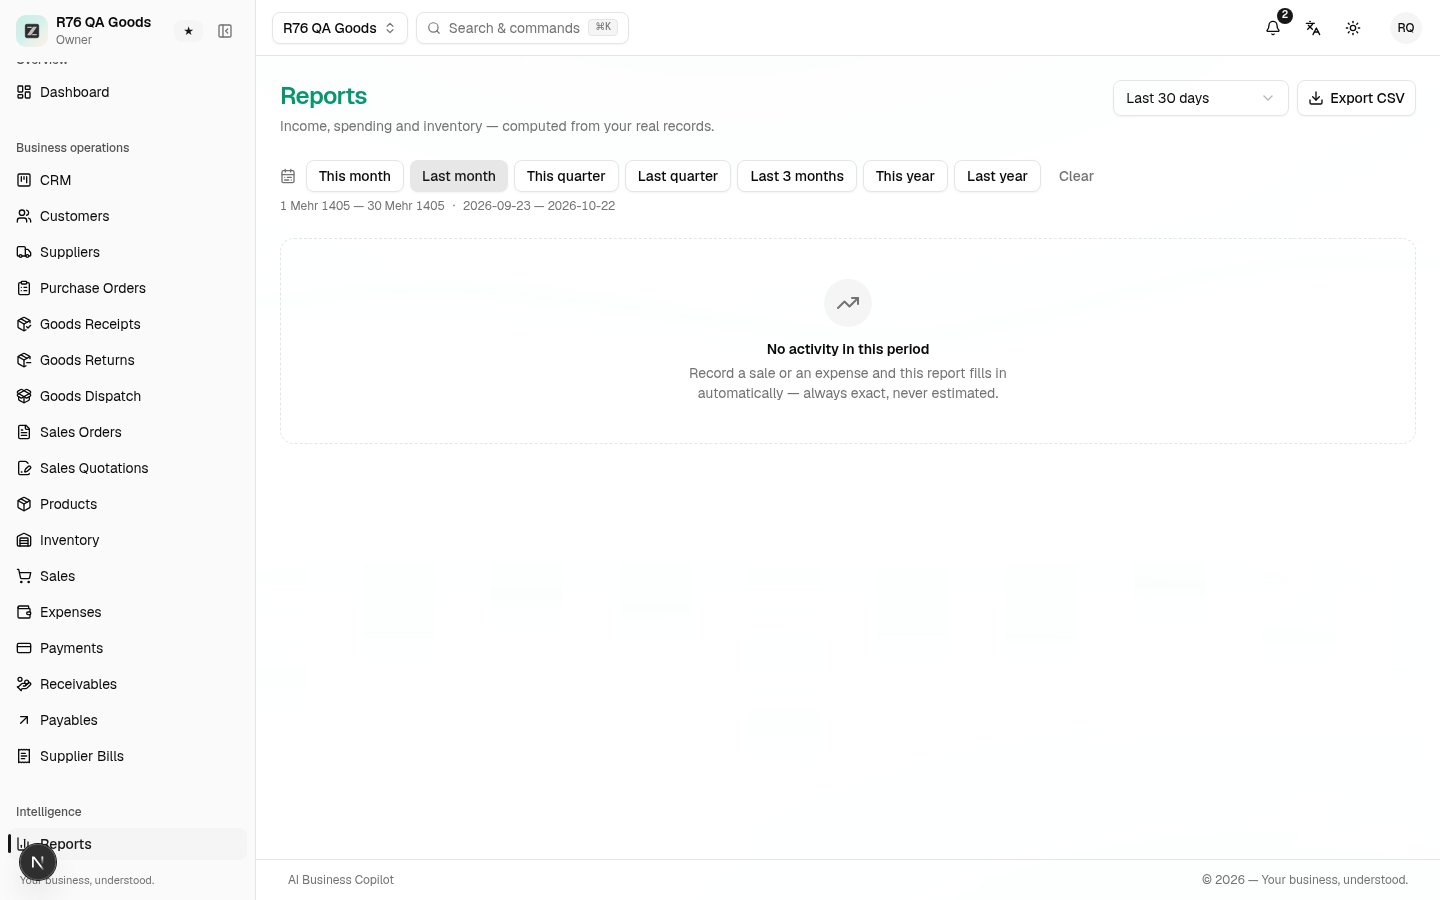 R76 QA Goods
Owner
Overview
Dashboard
Business operations
CRM
Customers
Suppliers
Purchase Orders
Goods Receipts
Goods Returns
Goods Dispatch
Sales Orders
Sales Quotations
Products
Inventory
Sales
Expenses
Payments
Receivables
Payables
Supplier Bills
Intelligence
Reports
Your business, understood.
R76 QA Goods
Search & commands ⌘K
2
RQ
Reports
Income, spending and inventory — computed from your real records.
Last 30 days
Export CSV
This month Last month This quarter Last quarter Last 3 months This year Last year Clear
1 Mehr 1405 — 30 Mehr 1405 · 2026-09-23 — 2026-10-22
No activity in this period
Record a sale or an expense and this report fills in
automatically — always exact, never estimated.
AI Business Copilot
© 2026 — Your business, understood.